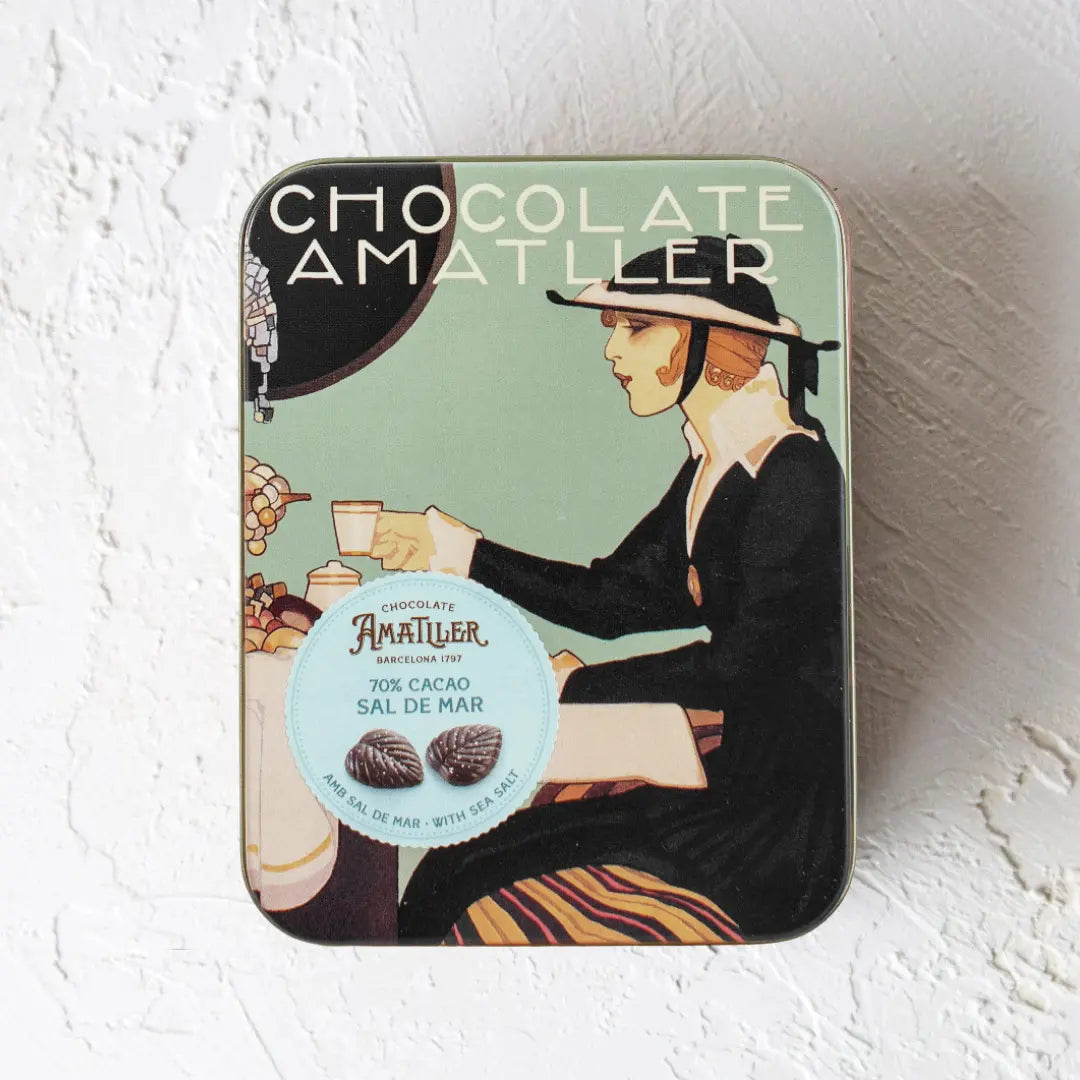 CHOCOLATE
AMATLLER
CHOCOLATE
AMATLLER
BARCELONA 1797
70% CACAO
SAL DE MAR
AMB SAL DE MAR · WITH SEA SALT